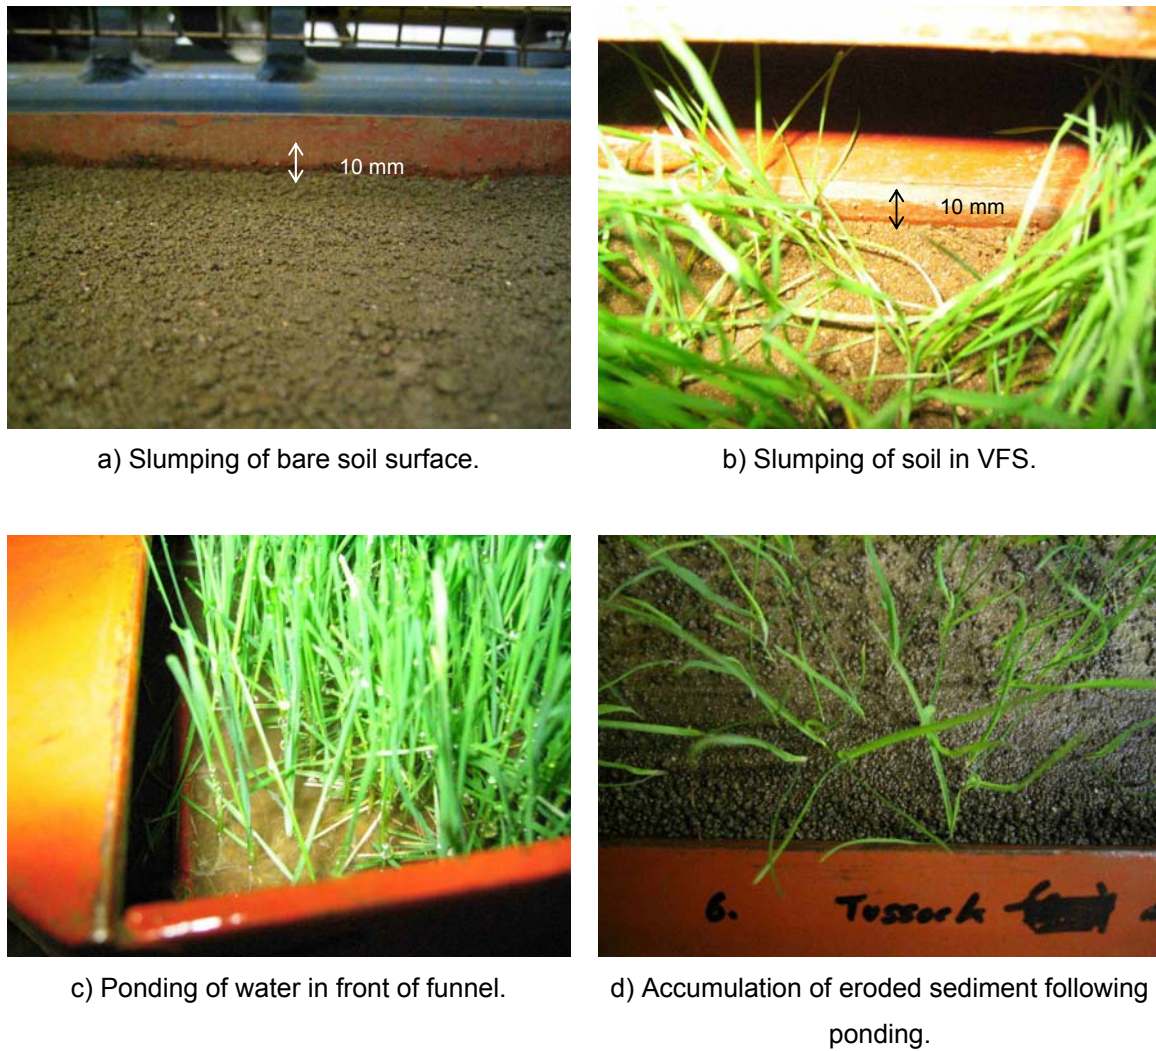 10 mm
10 mm
a) Slumping of bare soil surface.
b) Slumping of soil in VFS.
6. Tussock
c) Ponding of water in front of funnel.
d) Accumulation of eroded sediment following
ponding.